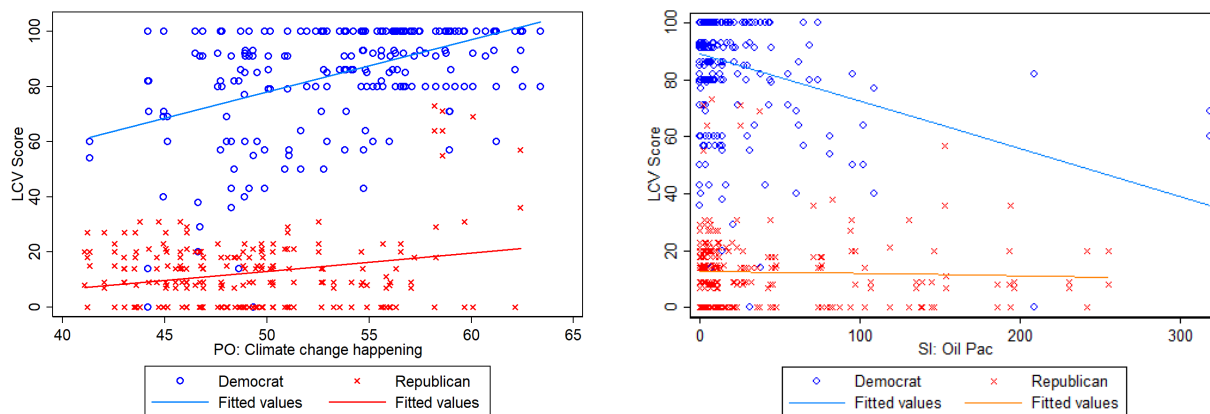 LCV Score
100
80
60
40
20
0
40
45
50
55
60
65
PO: Climate change happening
Democrat
Republican
Fitted values
Fitted values
LCV Score
100
80
60
40
20
0
0
100
200
300
SI: Oil Pac
Democrat
Republican
Fitted values
Fitted values